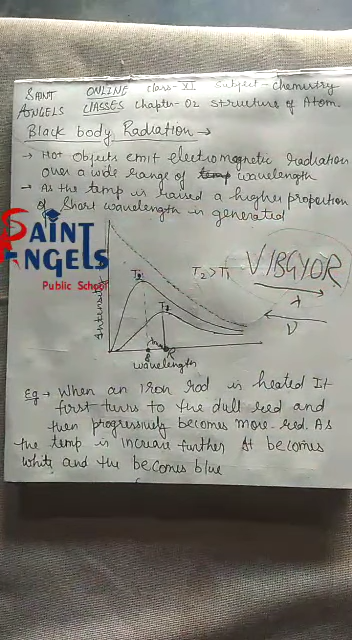 SAINT ANGELS
ONLINE class-XI Subject-chemistry
CLASSES chapter-02 structure of Atom.
Black body Radiation →
→ Hot objects emit electromagnetic radiation
over a wide range of wavelength
→ As the temp is raised a higher proportion
of Short wavelength is generated
SAINT
ANGELS
Public School
Intensity
T2
T1
T2 > T1
VIBGYOR
λ
ν
B
R
wavelength
Eg → When an Iron rod is heated It
first turns to the dull red and
then progressively becomes more-red. As
the temp is increase further It becomes
white and the becomes blue